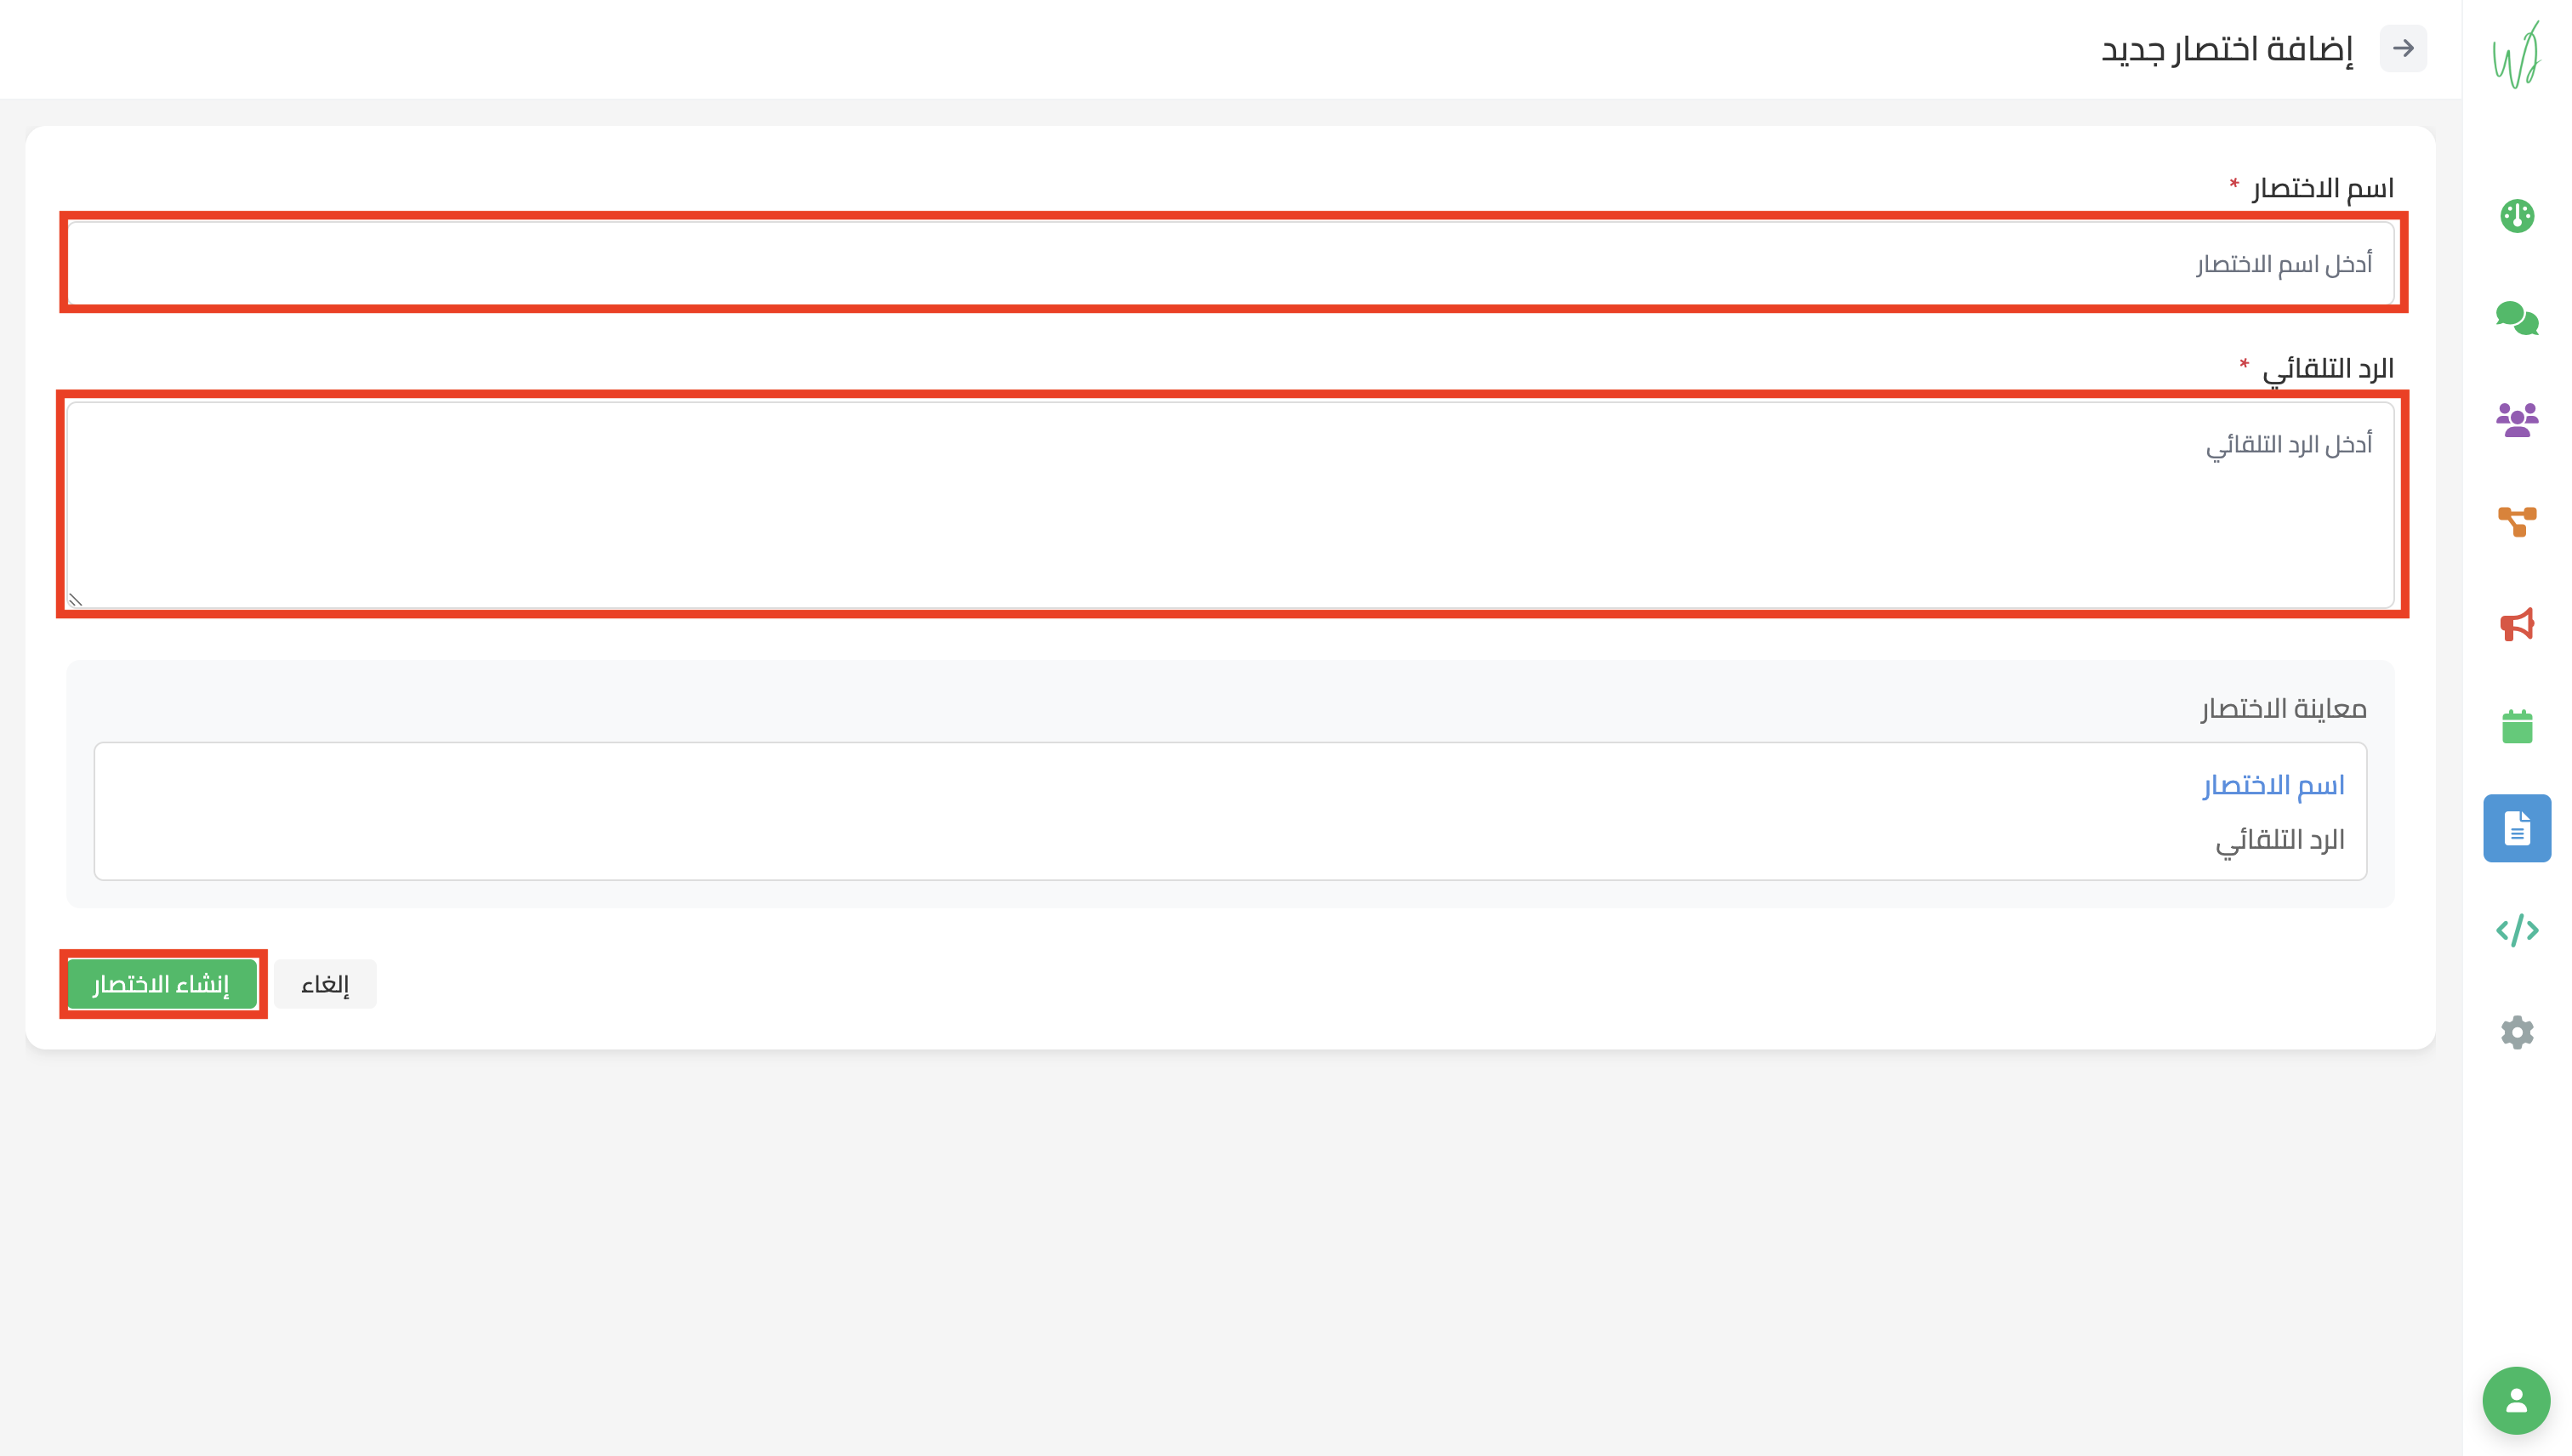 إضافة اختصار جديد
اسم الاختصار *
أدخل اسم الاختصار
الرد التلقائي *
أدخل الرد التلقائي
معاينة الاختصار
اسم الاختصار
الرد التلقائي
إلغاء
إنشاء الاختصار